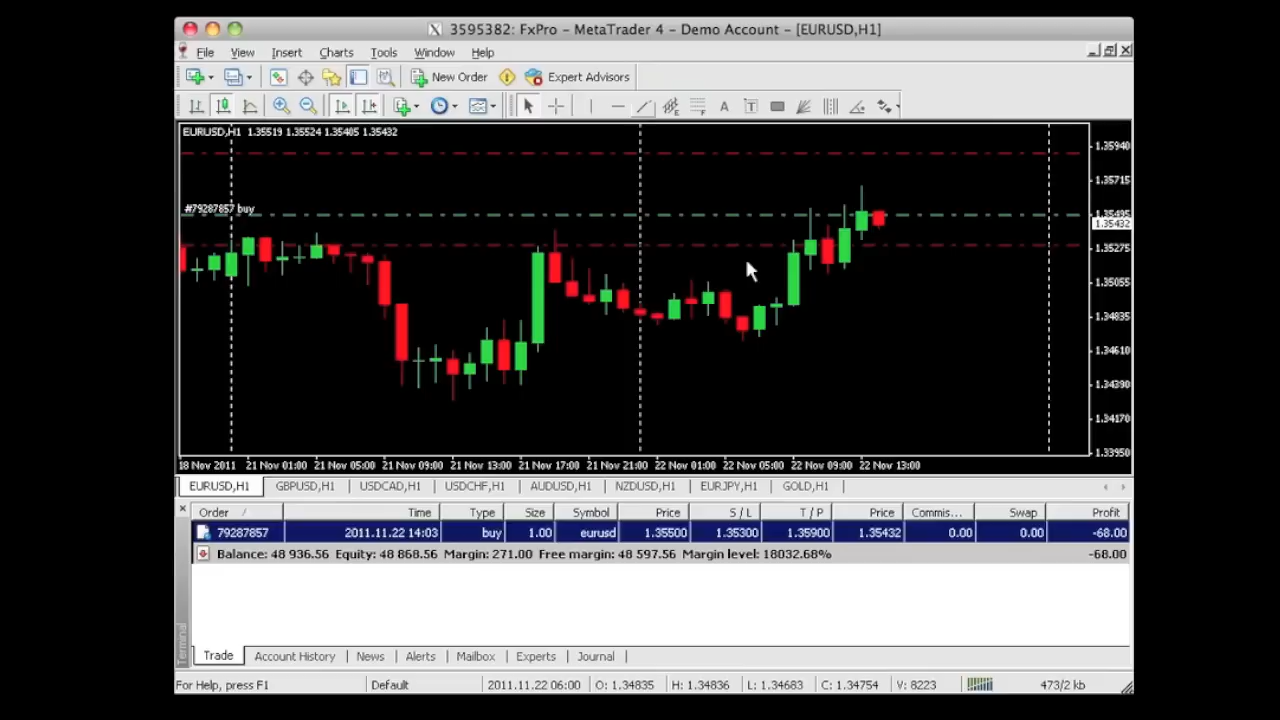 3595382: FxPro - MetaTrader 4 - Demo Account - [EURUSD,H1]
File View Insert Charts Tools Window Help
New Order Expert Advisors
EURUSD,H1 1.35519 1.35524 1.35405 1.35432
1.35940
1.35715
#79287857 buy
1.35495
1.35432
1.35275
1.35055
1.34835
1.34610
1.34390
1.34170
1.33950
18 Nov 2011 21 Nov 01:00 21 Nov 05:00 21 Nov 09:00 21 Nov 13:00 21 Nov 17:00 21 Nov 21:00 22 Nov 01:00 22 Nov 05:00 22 Nov 09:00 22 Nov 13:00
EURUSD,H1 GBPUSD,H1 USDCAD,H1 USDCHF,H1 AUDUSD,H1 NZDUSD,H1 EURJPY,H1 GOLD,H1
Order / Time Type Size Symbol Price S / L T / P Price Commis... Swap Profit
79287857 2011.11.22 14:03 buy 1.00 eurusd 1.35500 1.35300 1.35900 1.35432 0.00 0.00 -68.00
Balance: 48 936.56 Equity: 48 868.56 Margin: 271.00 Free margin: 48 597.56 Margin level: 18032.68% -68.00
Terminal
Trade Account History News Alerts Mailbox Experts Journal
For Help, press F1 Default 2011.11.22 06:00 O: 1.34835 H: 1.34836 L: 1.34683 C: 1.34754 V: 8223 473/2 kb